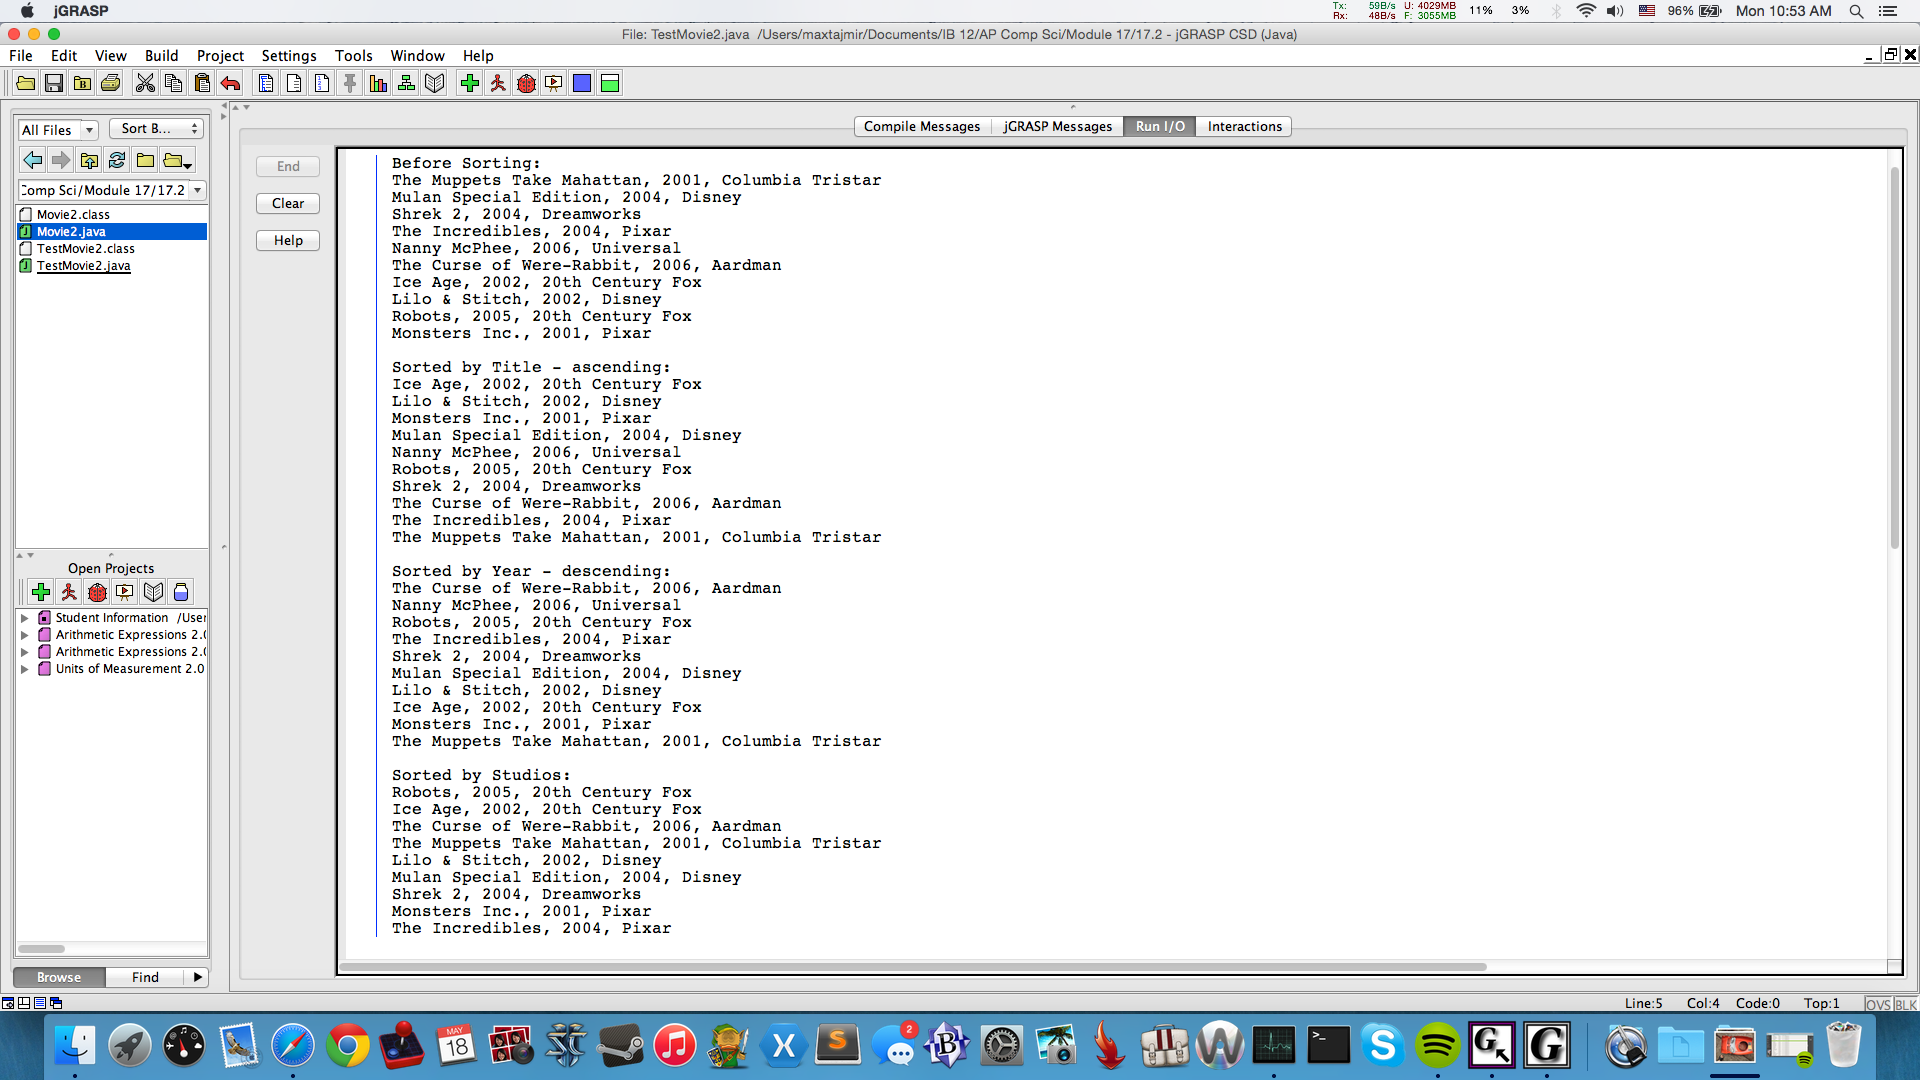 jGRASP
Tx: 59B/s U: 4029MB
Rx: 48B/s F: 3055MB
11% 3% 96% Mon 10:53 AM
File: TestMovie2.java /Users/maxtajmir/Documents/IB 12/AP Comp Sci/Module 17/17.2 - jGRASP CSD (Java)
File Edit View Build Project Settings Tools Window Help
All Files Sort B...
Comp Sci/Module 17/17.2
Movie2.class
Movie2.java
TestMovie2.class
TestMovie2.java
Open Projects
Student Information /User
Arithmetic Expressions 2.0
Arithmetic Expressions 2.0
Units of Measurement 2.0
Browse Find
Compile Messages jGRASP Messages Run I/O Interactions
End
Clear
Help
Before Sorting:
The Muppets Take Mahattan, 2001, Columbia Tristar
Mulan Special Edition, 2004, Disney
Shrek 2, 2004, Dreamworks
The Incredibles, 2004, Pixar
Nanny McPhee, 2006, Universal
The Curse of Were-Rabbit, 2006, Aardman
Ice Age, 2002, 20th Century Fox
Lilo & Stitch, 2002, Disney
Robots, 2005, 20th Century Fox
Monsters Inc., 2001, Pixar
Sorted by Title - ascending:
Ice Age, 2002, 20th Century Fox
Lilo & Stitch, 2002, Disney
Monsters Inc., 2001, Pixar
Mulan Special Edition, 2004, Disney
Nanny McPhee, 2006, Universal
Robots, 2005, 20th Century Fox
Shrek 2, 2004, Dreamworks
The Curse of Were-Rabbit, 2006, Aardman
The Incredibles, 2004, Pixar
The Muppets Take Mahattan, 2001, Columbia Tristar
Sorted by Year - descending:
The Curse of Were-Rabbit, 2006, Aardman
Nanny McPhee, 2006, Universal
Robots, 2005, 20th Century Fox
The Incredibles, 2004, Pixar
Shrek 2, 2004, Dreamworks
Mulan Special Edition, 2004, Disney
Lilo & Stitch, 2002, Disney
Ice Age, 2002, 20th Century Fox
Monsters Inc., 2001, Pixar
The Muppets Take Mahattan, 2001, Columbia Tristar
Sorted by Studios:
Robots, 2005, 20th Century Fox
Ice Age, 2002, 20th Century Fox
The Curse of Were-Rabbit, 2006, Aardman
The Muppets Take Mahattan, 2001, Columbia Tristar
Lilo & Stitch, 2002, Disney
Mulan Special Edition, 2004, Disney
Shrek 2, 2004, Dreamworks
Monsters Inc., 2001, Pixar
The Incredibles, 2004, Pixar
Line:5 Col:4 Code:0 Top:1 OVS BLK
MAY
18
2